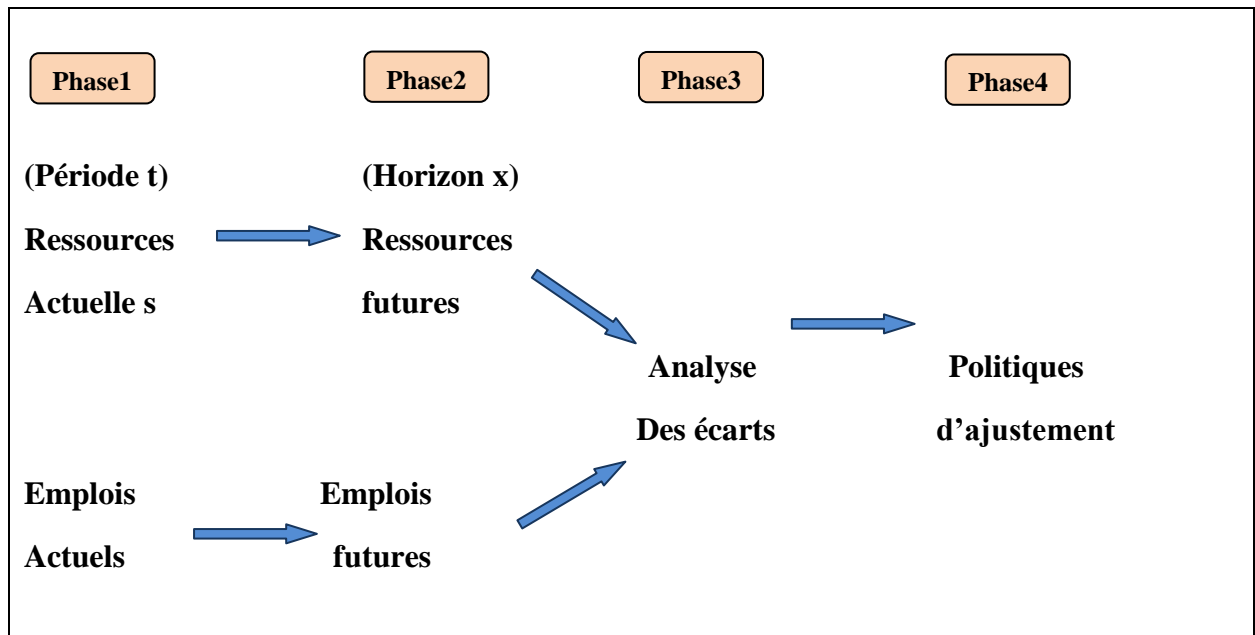 Phase1
Phase2
Phase3
Phase4
(Période t)
(Horizon x)
Ressources
Ressources
Actuelle s
futures
Analyse
Politiques
Des écarts
d’ajustement
Emplois
Emplois
Actuels
futures